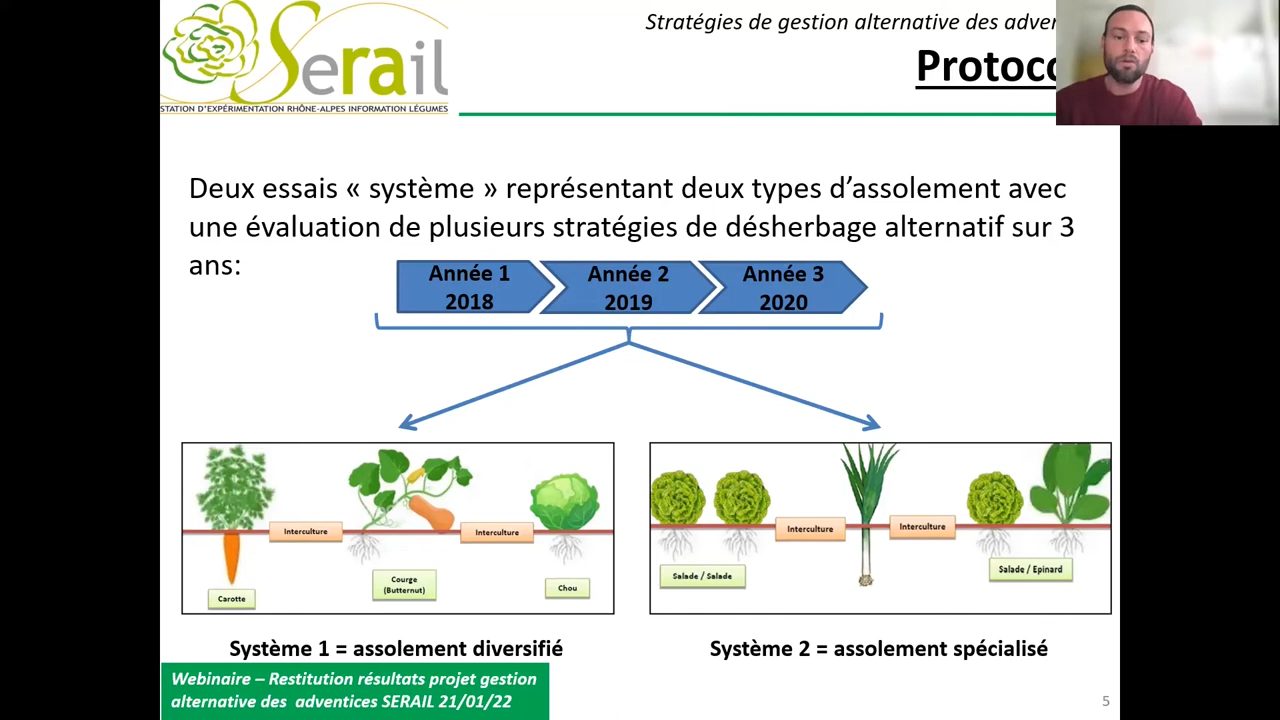 Serail
STATION D'EXPÉRIMENTATION RHÔNE-ALPES INFORMATION LÉGUMES
Stratégies de gestion alternative des
Deux essais « système » représentant deux types d'assolement avec
une évaluation de plusieurs stratégies de désherbage alternatif sur 3
ans:
Année 1
2018
Année 2
2019
Année 3
2020
Interculture
Interculture
Carotte
Courge
(Butternut)
Chou
Interculture
Interculture
Salade / Salade
Salade / Epinard
Système 1 = assolement diversifié
Système 2 = assolement spécialisé
Webinaire – Restitution résultats projet gestion
alternative des adventices SERAIL 21/01/22
5